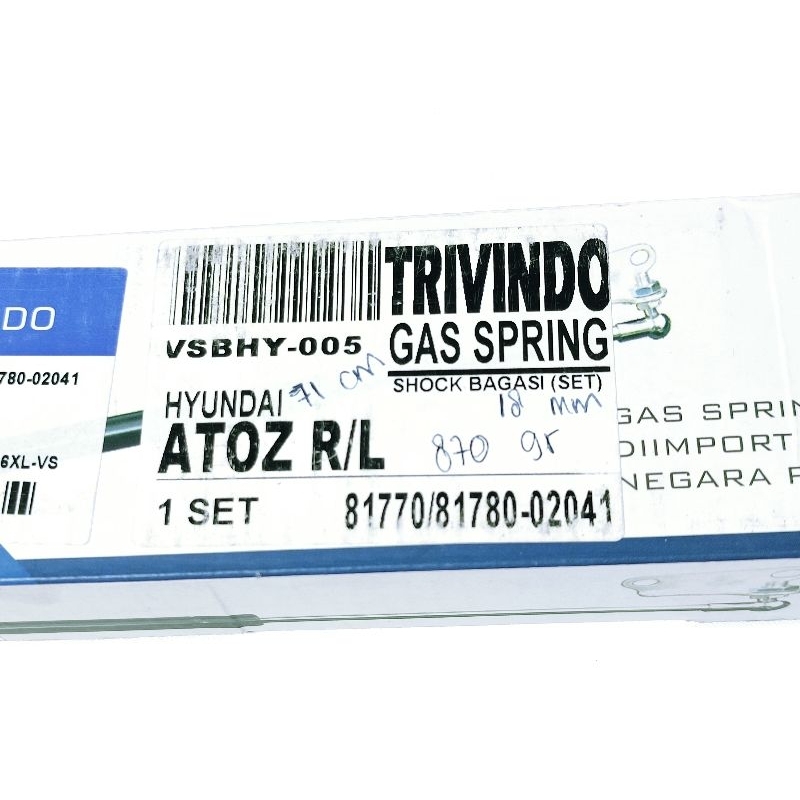 DO
780-02041
6XL-VS
TRIVINDO
VSBHY-005
GAS SPRING
SHOCK BAGASI (SET)
HYUNDAI
71 cm
18 mm
ATOZ R/L
870 gr
1 SET
81770/81780-02041
GAS SPRIN
DIIMPORT
NEGARA P